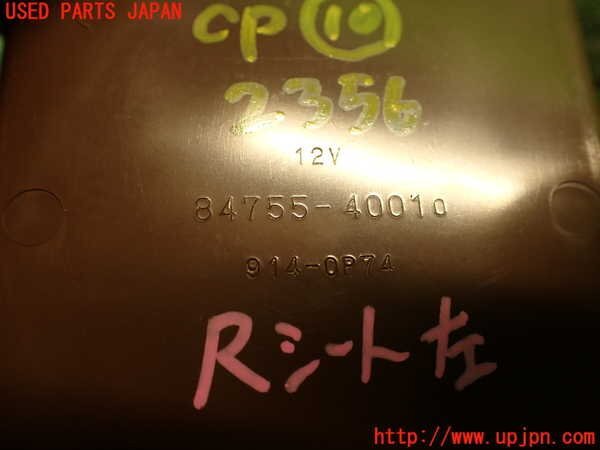 USED PARTS JAPAN
CP 10
2356
12V
84755-40010
914-0P74
Rシート左
http://www.upjpn.com/